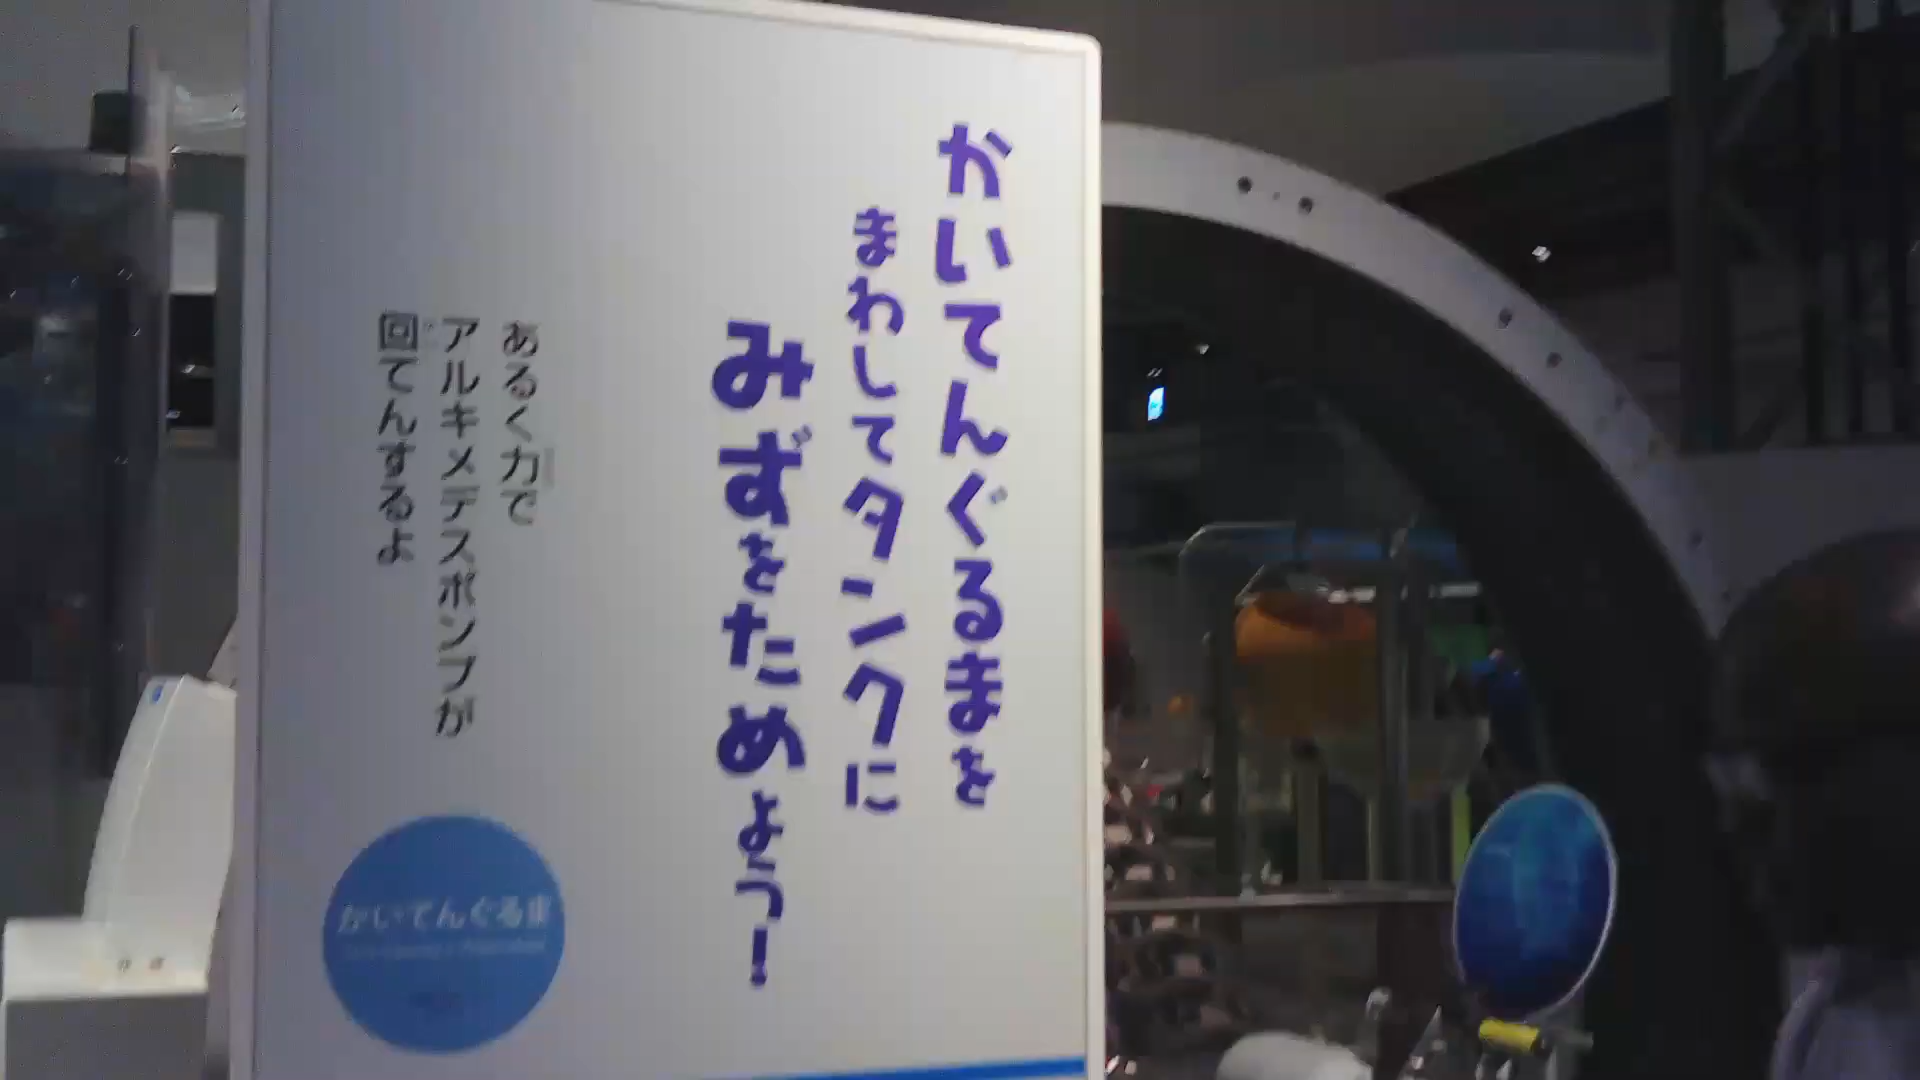 かいてんぐるまを
まわしてタンクに
みずをためよう！
あるく力で
アルキメデスポンプが
回てんするよ
かいてんぐるま